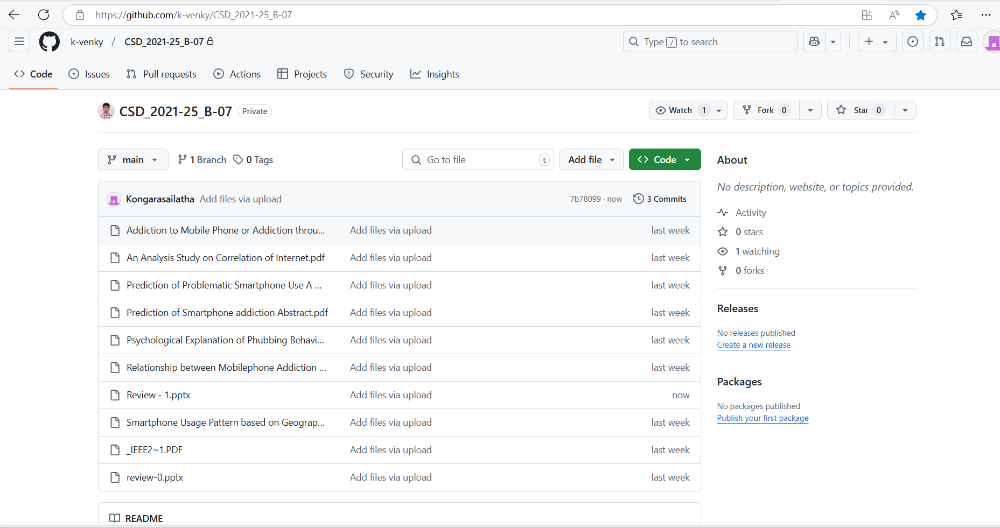 https://github.com/k-venky/CSD_2021-25_B-07
k-venky / CSD_2021-25_B-07
Type / to search
Code Issues Pull requests Actions Projects Security Insights
CSD_2021-25_B-07 Private
Watch 1 Fork 0 Star 0
main 1 Branch 0 Tags Go to file t Add file Code
Kongarasailatha Add files via upload 7b78099 · now 3 Commits
Addiction to Mobile Phone or Addiction throu... Add files via upload last week
An Analysis Study on Correlation of Internet.pdf Add files via upload last week
Prediction of Problematic Smartphone Use A ... Add files via upload last week
Prediction of Smartphone addiction Abstract.pdf Add files via upload last week
Psychological Explanation of Phubbing Behavi... Add files via upload last week
Relationship between Mobilephone Addiction ... Add files via upload last week
Review - 1.pptx Add files via upload now
Smartphone Usage Pattern based on Geograp... Add files via upload last week
_IEEE2~1.PDF Add files via upload last week
review-0.pptx Add files via upload last week
README
About
No description, website, or topics provided.
Activity
0 stars
1 watching
0 forks
Releases
No releases published
Create a new release
Packages
No packages published
Publish your first package